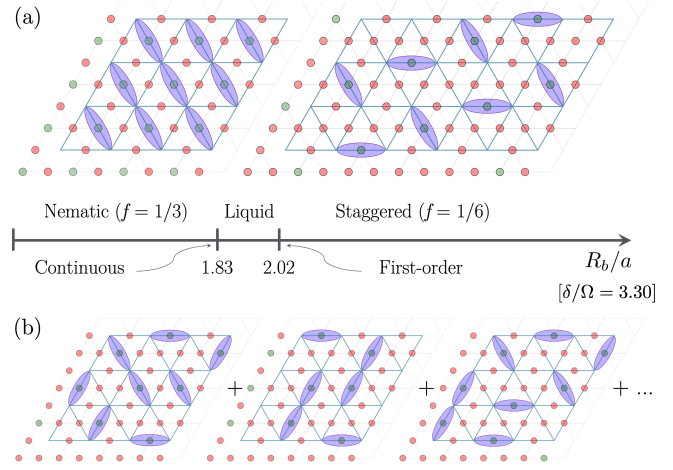 (a)
Nematic (f = 1/3) Liquid Staggered (f = 1/6)
Continuous 1.83 2.02 First-order R_b/a
[δ/Ω = 3.30]
(b)
+ + + ...